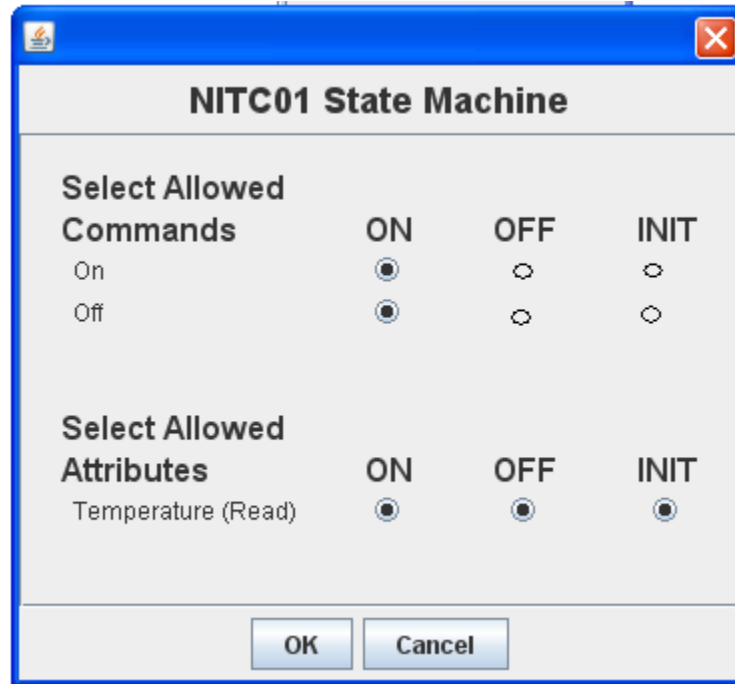 NITC01 State Machine
Select Allowed
Commands ON OFF INIT
On
Off
Select Allowed
Attributes ON OFF INIT
Temperature (Read)
OK Cancel